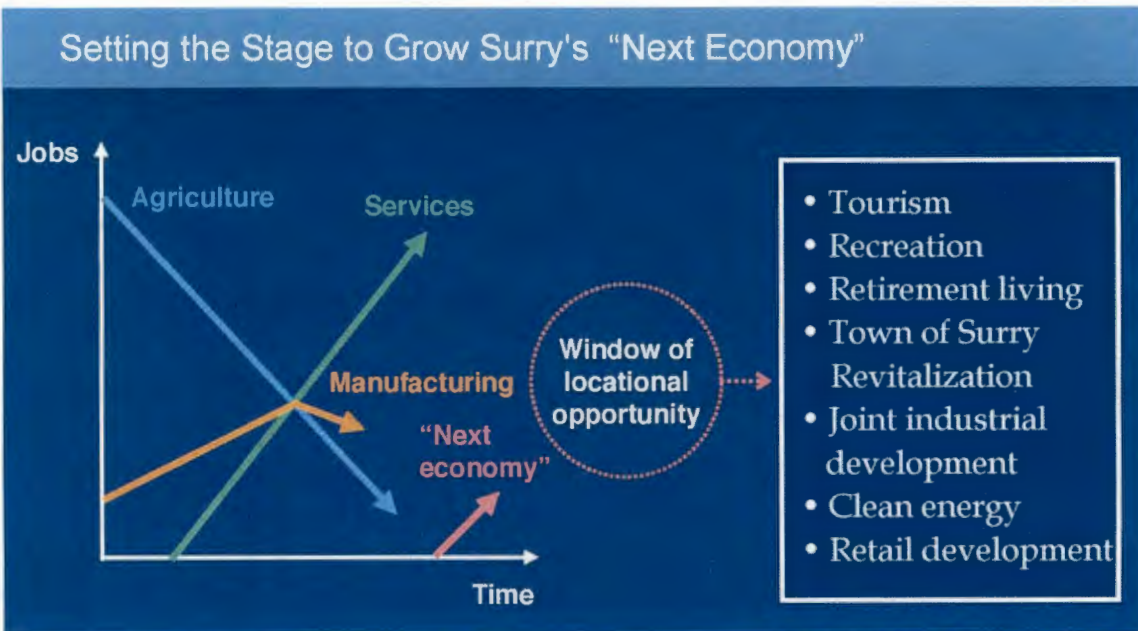 Setting the Stage to Grow Surry's "Next Economy"
Jobs
Agriculture
Services
Manufacturing
“Next
economy”
Time
Window of
locational
opportunity
• Tourism
• Recreation
• Retirement living
• Town of Surry
Revitalization
• Joint industrial
development
• Clean energy
• Retail development